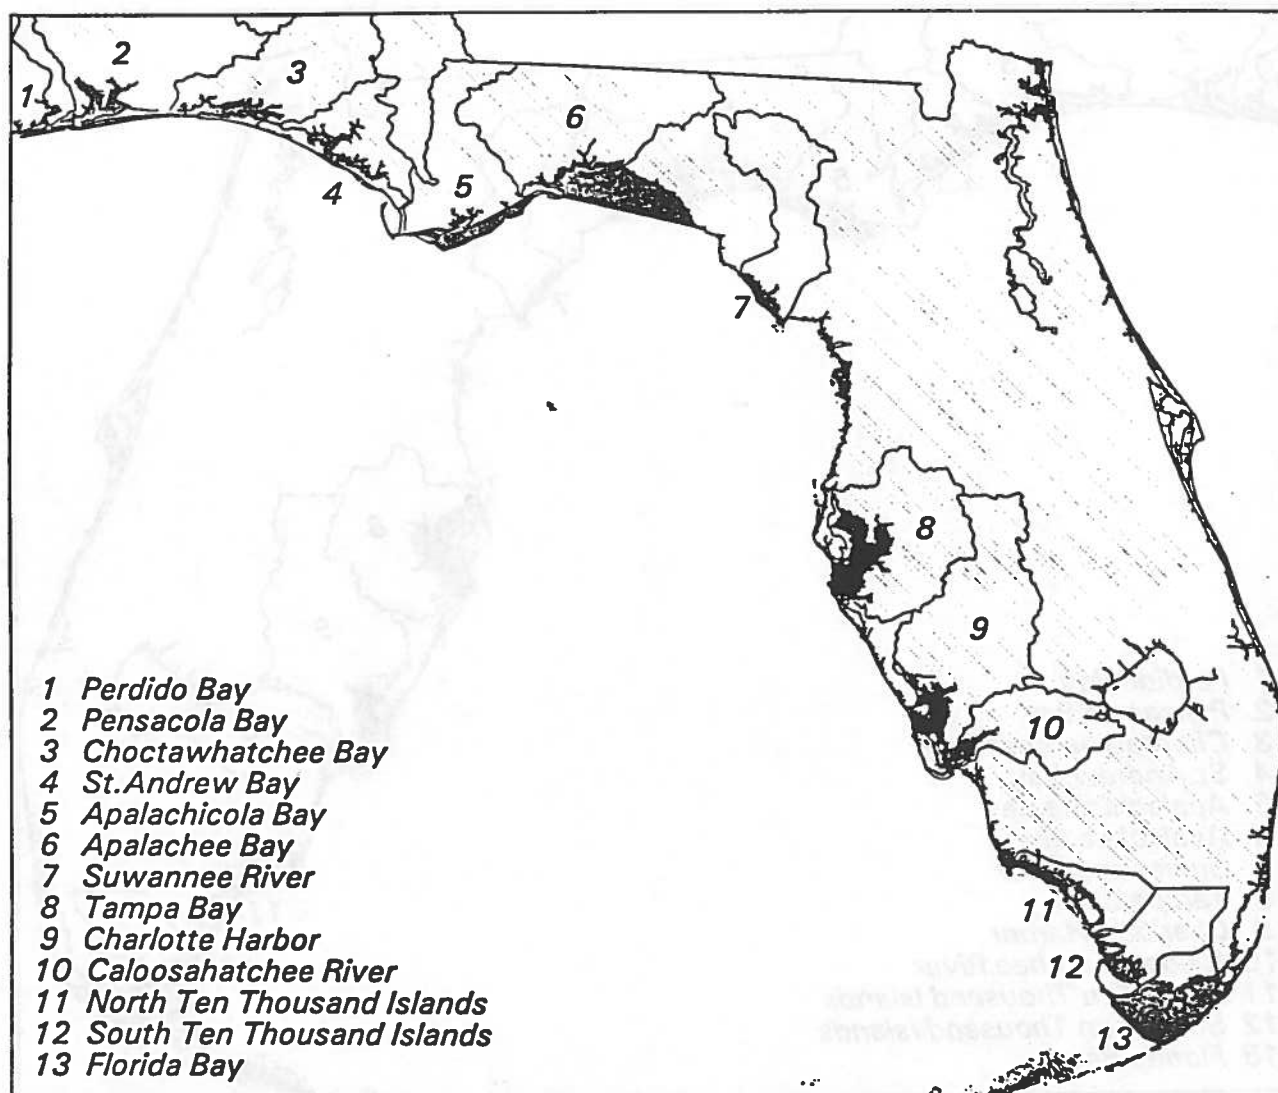 2
3
1
6
4
5
7
8
9
10
11
12
13
1 Perdido Bay
2 Pensacola Bay
3 Choctawhatchee Bay
4 St.Andrew Bay
5 Apalachicola Bay
6 Apalachee Bay
7 Suwannee River
8 Tampa Bay
9 Charlotte Harbor
10 Caloosahatchee River
11 North Ten Thousand Islands
12 South Ten Thousand Islands
13 Florida Bay